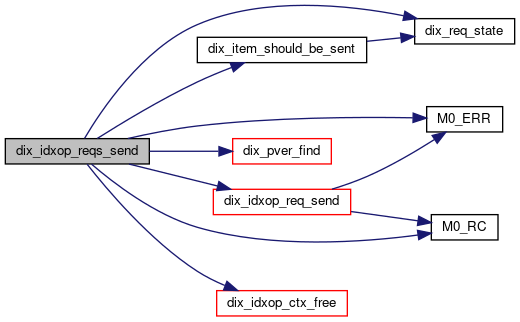 dix_req_state
dix_item_should_be_sent
M0_ERR
dix_idxop_reqs_send
dix_pver_find
dix_idxop_req_send
M0_RC
dix_idxop_ctx_free